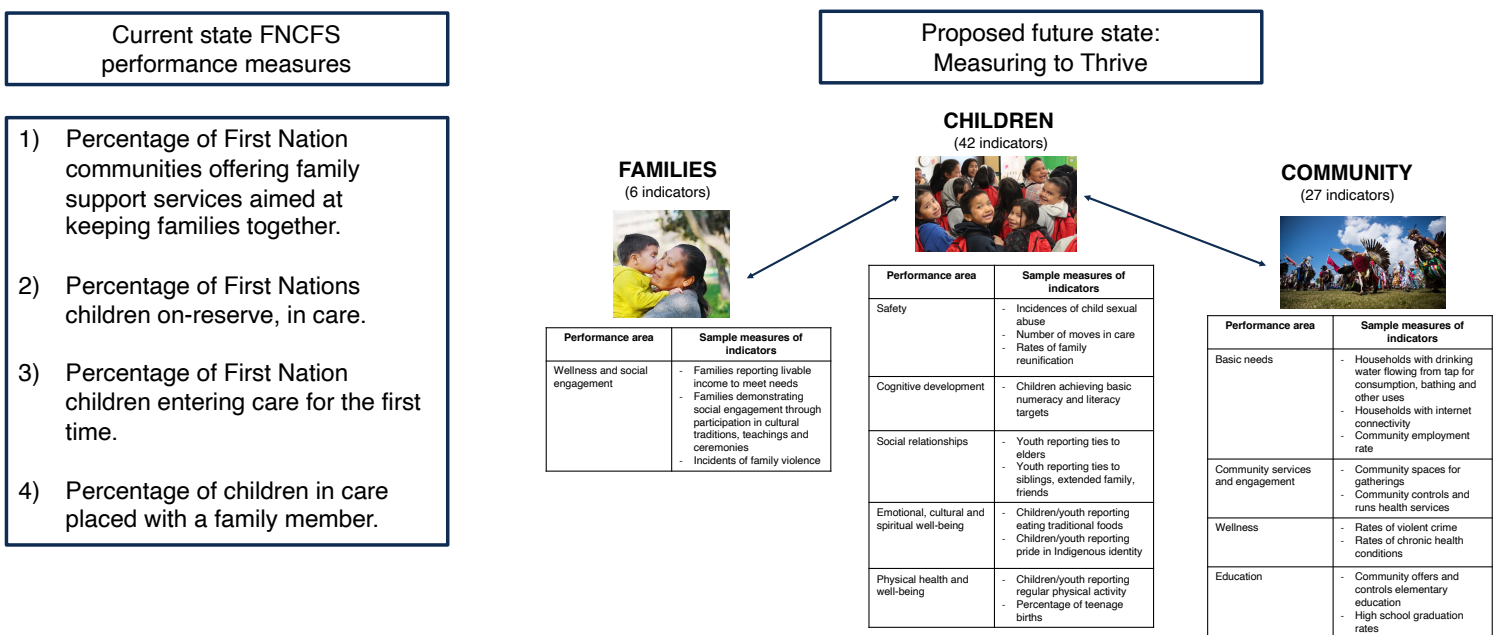 Current state FNCFS
performance measures
1) Percentage of First Nation
communities offering family
support services aimed at
keeping families together.
2) Percentage of First Nations
children on-reserve, in care.
3) Percentage of First Nation
children entering care for the first
time.
4) Percentage of children in care
placed with a family member.
Proposed future state:
Measuring to Thrive
FAMILIES
(6 indicators)
Performance area
Sample measures of
indicators
Wellness and social
engagement
- Families reporting livable
income to meet needs
- Families demonstrating
social engagement through
participation in cultural
traditions, teachings and
ceremonies
- Incidents of family violence
CHILDREN
(42 indicators)
Performance area
Sample measures of
indicators
Safety
- Incidences of child sexual
abuse
- Number of moves in care
- Rates of family
reunification
Cognitive development
- Children achieving basic
numeracy and literacy
targets
Social relationships
- Youth reporting ties to
elders
- Youth reporting ties to
siblings, extended family,
friends
Emotional, cultural and
spiritual well-being
- Children/youth reporting
eating traditional foods
- Children/youth reporting
pride in Indigenous identity
Physical health and
well-being
- Children/youth reporting
regular physical activity
- Percentage of teenage
births
COMMUNITY
(27 indicators)
Performance area
Sample measures of
indicators
Basic needs
- Households with drinking
water flowing from tap for
consumption, bathing and
other uses
- Households with internet
connectivity
- Community employment
rate
Community services
and engagement
- Community spaces for
gatherings
- Community controls and
runs health services
Wellness
- Rates of violent crime
- Rates of chronic health
conditions
Education
- Community offers and
controls elementary
education
- High school graduation
rates